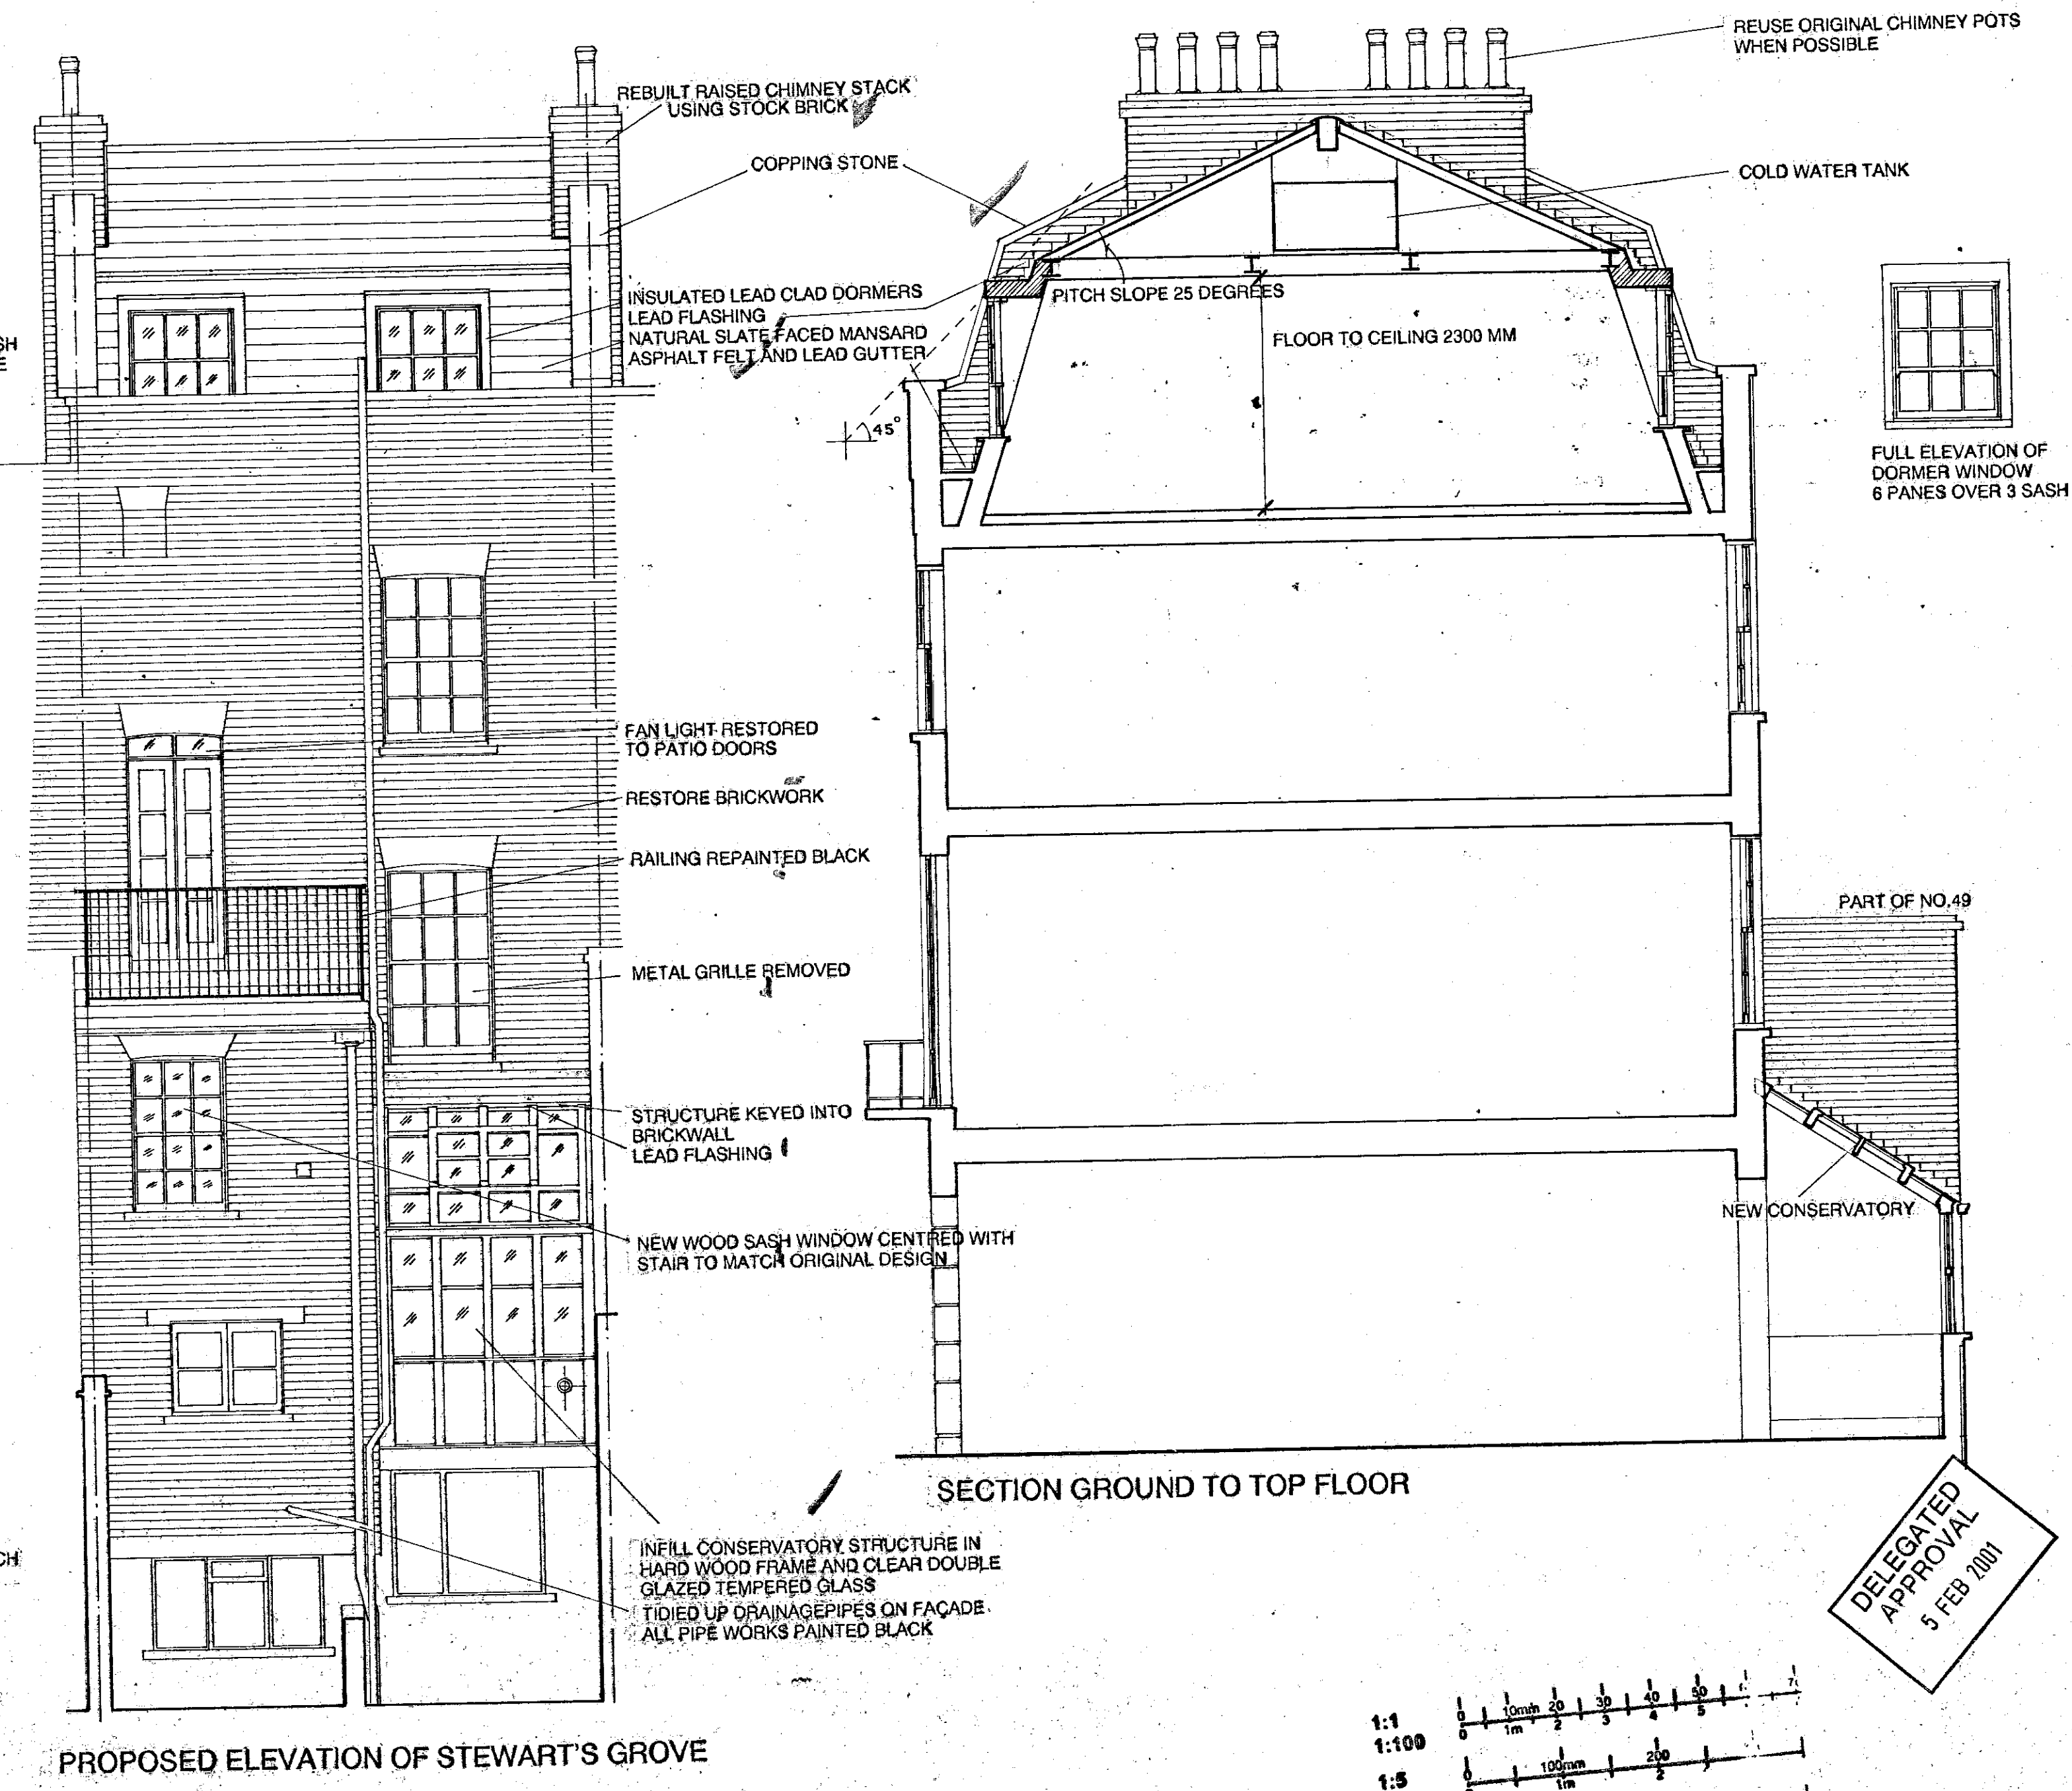 REBUILT RAISED CHIMNEY STACK
USING STOCK BRICK
COPPING STONE
INSULATED LEAD CLAD DORMERS
LEAD FLASHING
NATURAL SLATE FACED MANSARD
ASPHALT FELT AND LEAD GUTTER
45°
FAN LIGHT RESTORED
TO PATIO DOORS
RESTORE BRICKWORK
RAILING REPAINTED BLACK
METAL GRILLE REMOVED
STRUCTURE KEYED INTO
BRICKWALL
LEAD FLASHING
NEW WOOD SASH WINDOW CENTRED WITH
STAIR TO MATCH ORIGINAL DESIGN
INFILL CONSERVATORY STRUCTURE IN
HARD WOOD FRAME AND CLEAR DOUBLE
GLAZED TEMPERED GLASS
TIDIED UP DRAINAGEPIPES ON FAÇADE.
ALL PIPE WORKS PAINTED BLACK
PROPOSED ELEVATION OF STEWART'S GROVE
REUSE ORIGINAL CHIMNEY POTS
WHEN POSSIBLE
COLD WATER TANK
PITCH SLOPE 25 DEGREES
FLOOR TO CEILING 2300 MM
FULL ELEVATION OF
DORMER WINDOW
6 PANES OVER 3 SASH
PART OF NO.49
NEW CONSERVATORY
SECTION GROUND TO TOP FLOOR
DELEGATED
APPROVAL
5 FEB 2001
1:1 0 10mm 20 30 40 50
1:100 0 1m 2 3 4 5
1:5 0 100mm 200
1m 2